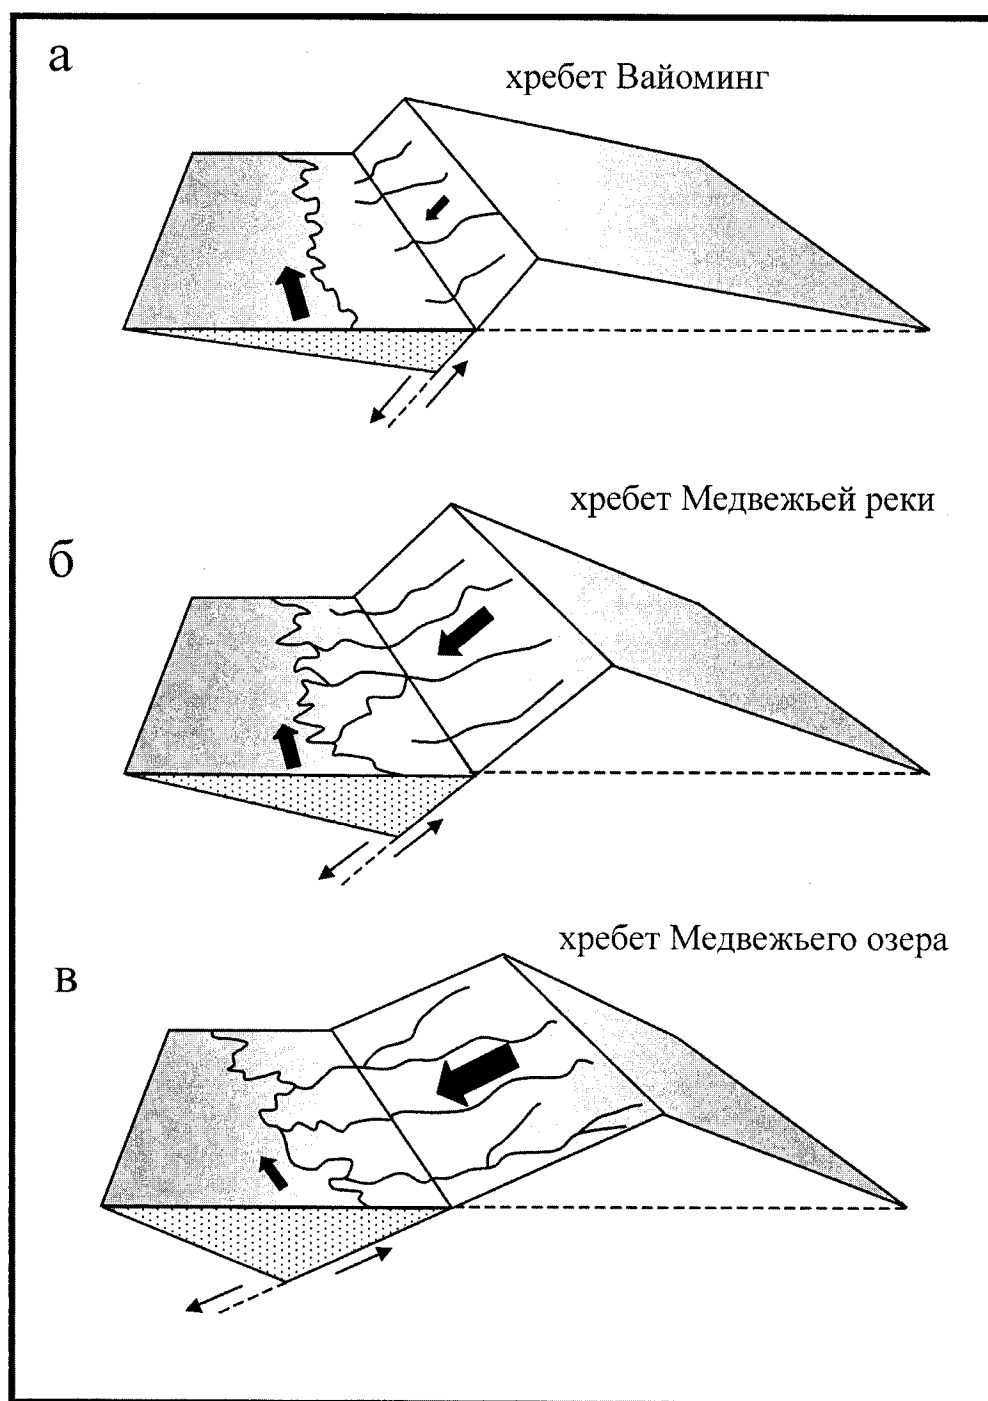 а
хребет Вайоминг
хребет Медвежьей реки
б
хребет Медвежьего озера
в